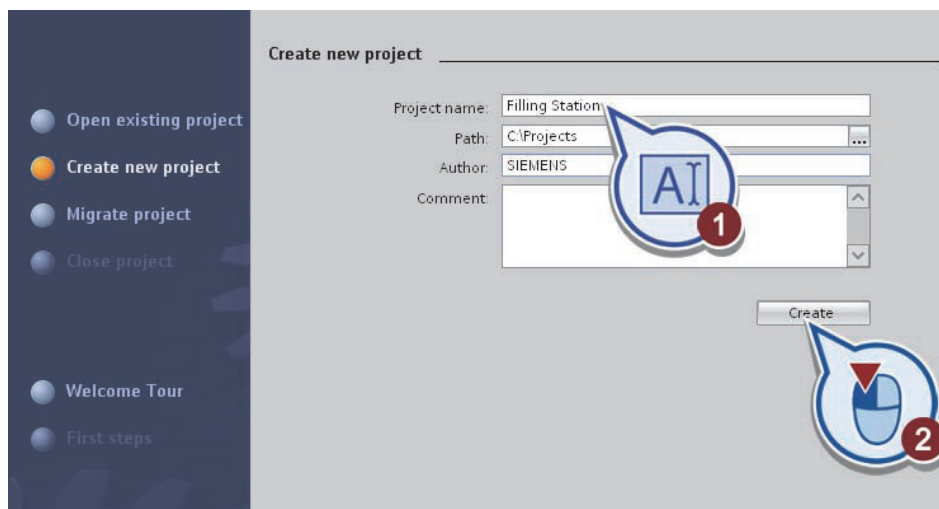 Create new project
Open existing project
Create new project
Migrate project
Close project
Welcome Tour
First steps
Project name: Filling Station
Path: C:\Projects ...
Author: SIEMENS
Comment:
A
1
Create
2